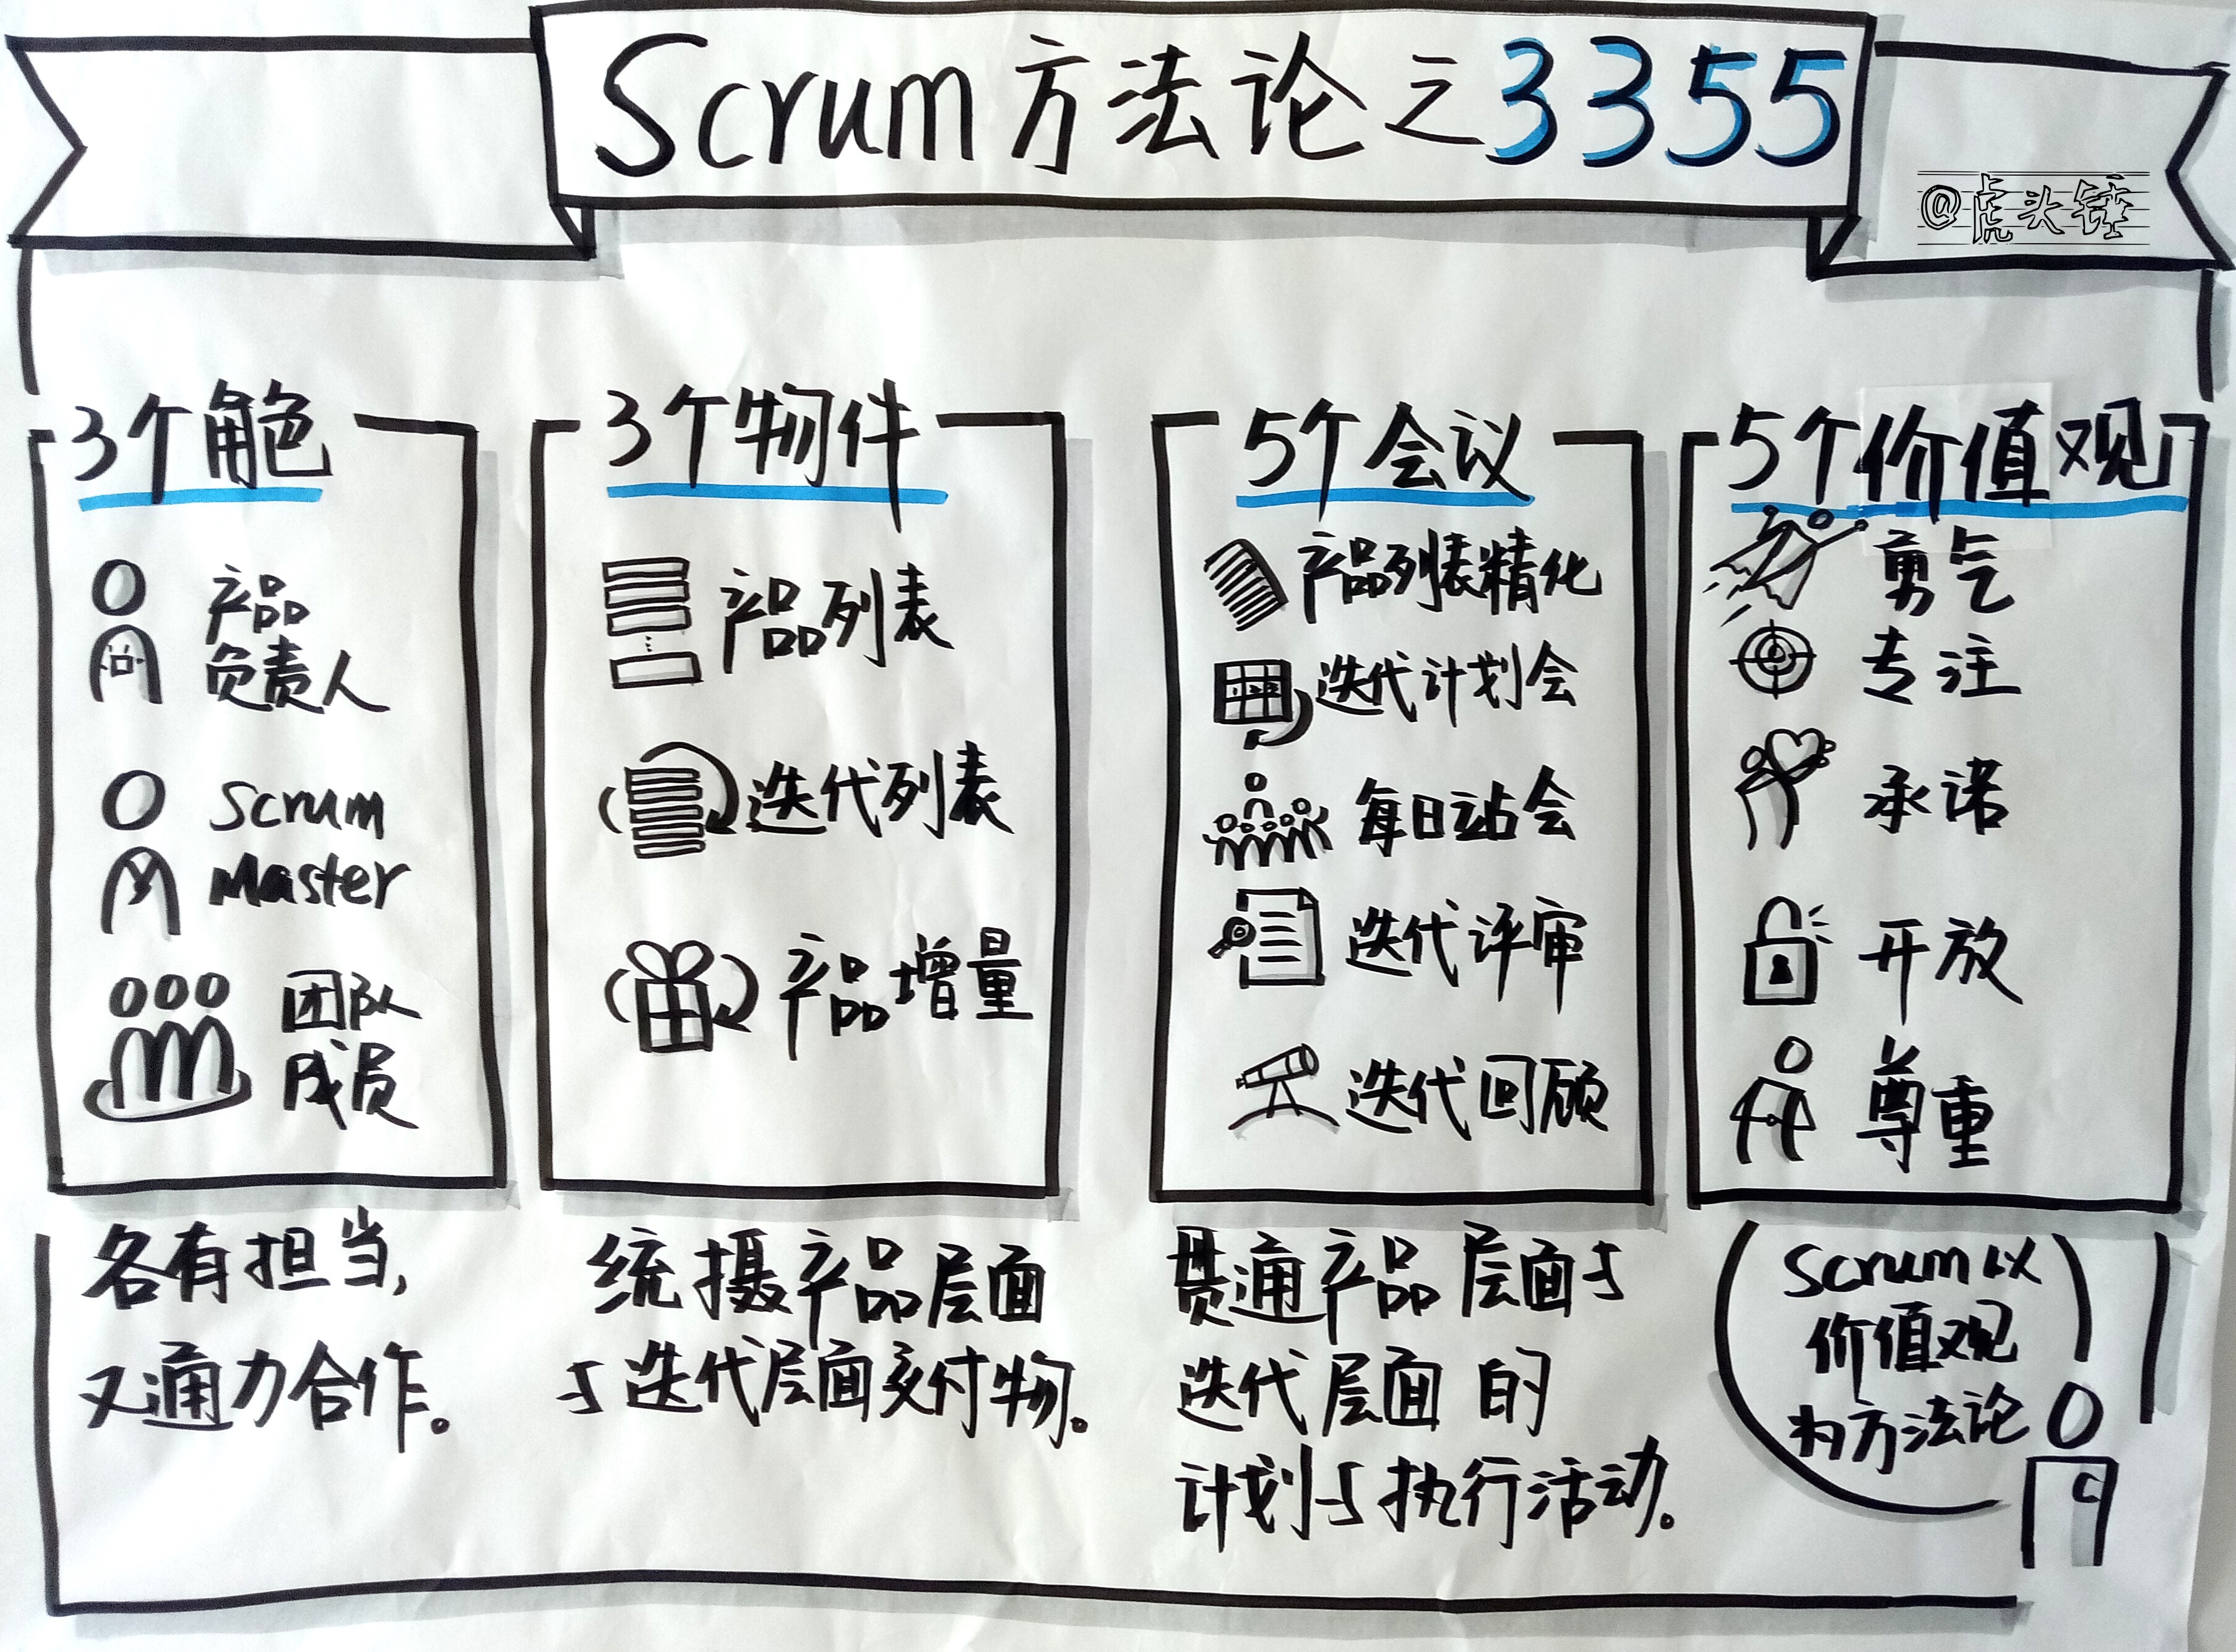 Scrum方法论之3355
@虎头锤
3个角色
产品
负责人
Scrum
Master
团队
成员
各有担当,
又通力合作。
3个物件
产品列表
迭代列表
产品增量
统摄产品层面
与迭代层面交付物。
5个会议
产品列表精化
迭代计划会
每日站会
迭代评审
迭代回顾
贯通产品层面与
迭代层面的
计划与执行活动。
5个价值观
勇气
专注
承诺
开放
尊重
Scrum以
价值观
为方法论